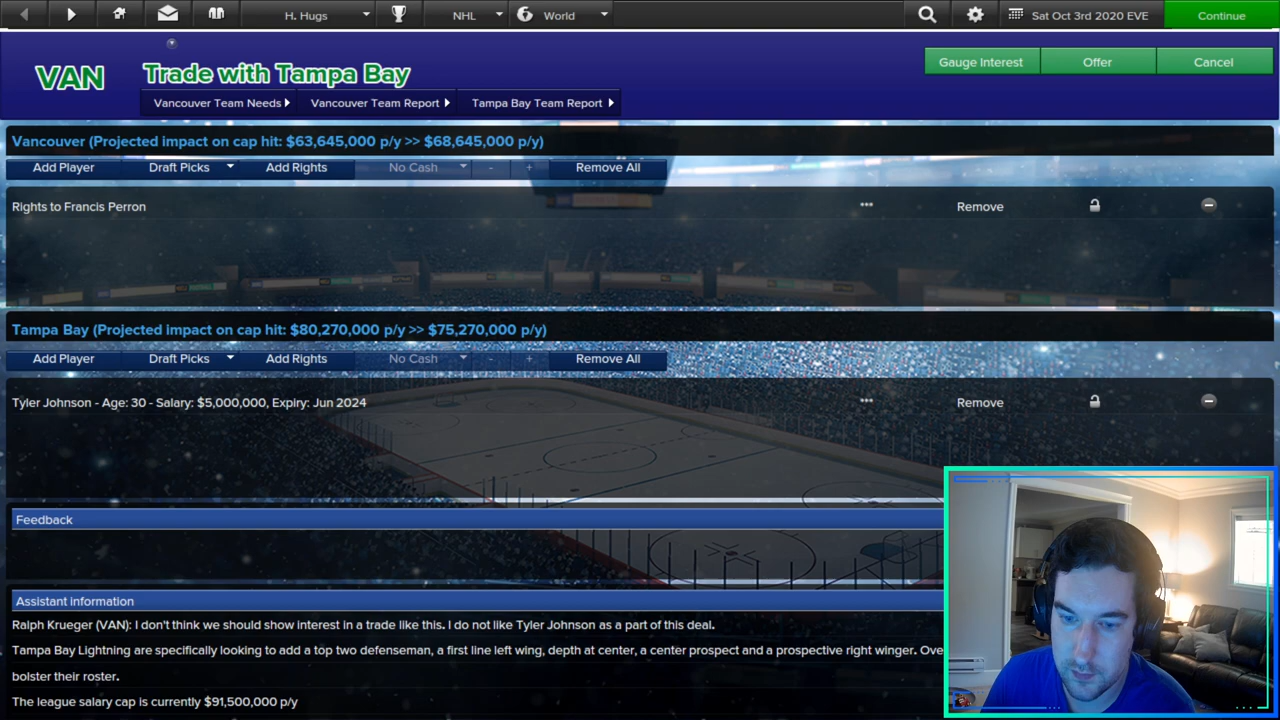 H. Hugs
NHL
World
Sat Oct 3rd 2020 EVE
Continue
VAN
Trade with Tampa Bay
Gauge Interest
Offer
Cancel
Vancouver Team Needs
Vancouver Team Report
Tampa Bay Team Report
Vancouver (Projected impact on cap hit: $63,645,000 p/y >> $68,645,000 p/y)
Add Player
Draft Picks
Add Rights
No Cash
-
+
Remove All
Rights to Francis Perron
Remove
Tampa Bay (Projected impact on cap hit: $80,270,000 p/y >> $75,270,000 p/y)
Add Player
Draft Picks
Add Rights
No Cash
-
+
Remove All
Tyler Johnson - Age: 30 - Salary: $5,000,000, Expiry: Jun 2024
Remove
Feedback
Assistant information
Ralph Krueger (VAN): I don't think we should show interest in a trade like this. I do not like Tyler Johnson as a part of this deal.
Tampa Bay Lightning are specifically looking to add a top two defenseman, a first line left wing, depth at center, a center prospect and a prospective right winger. Ove
bolster their roster.
The league salary cap is currently $91,500,000 p/y